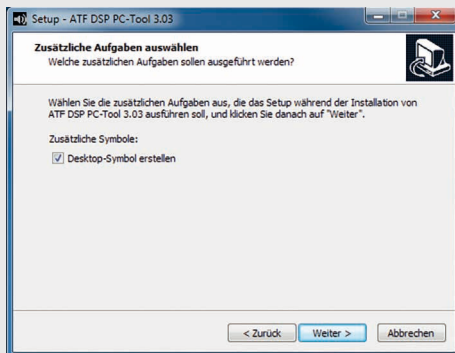 Setup - ATF DSP PC-Tool 3.03
Zusätzliche Aufgaben auswählen
Welche zusätzlichen Aufgaben sollen ausgeführt werden?
Wählen Sie die zusätzlichen Aufgaben aus, die das Setup während der Installation von
ATF DSP PC-Tool 3.03 ausführen soll, und klicken Sie danach auf "Weiter".
Zusätzliche Symbole:
Desktop-Symbol erstellen
< Zurück Weiter > Abbrechen